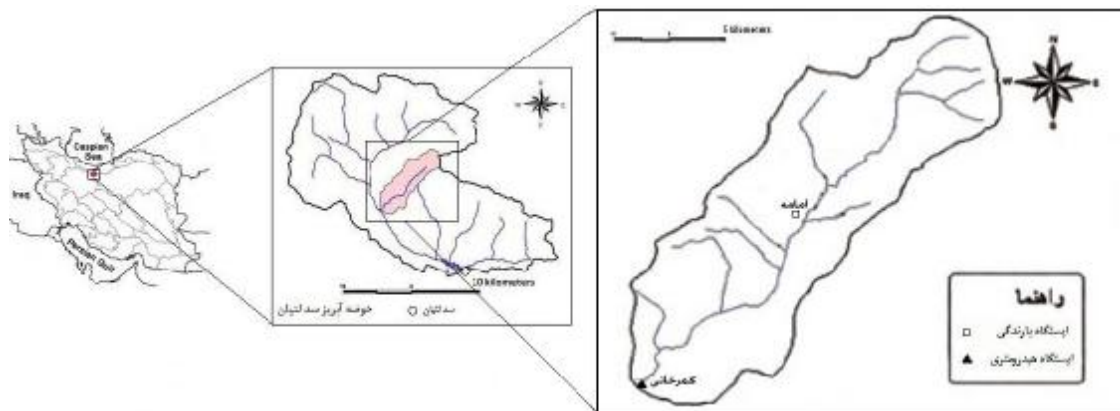 Caspian
Sea
Iraq
Persian Gulf
N
W
S
10 kilometers
حوضه آبریز سد لتیان
سد لتیان
5 kilometers
N
W
S
امامه
کمرخانی
راهنما
ایستگاه بارندگی
ایستگاه هیدرومتری